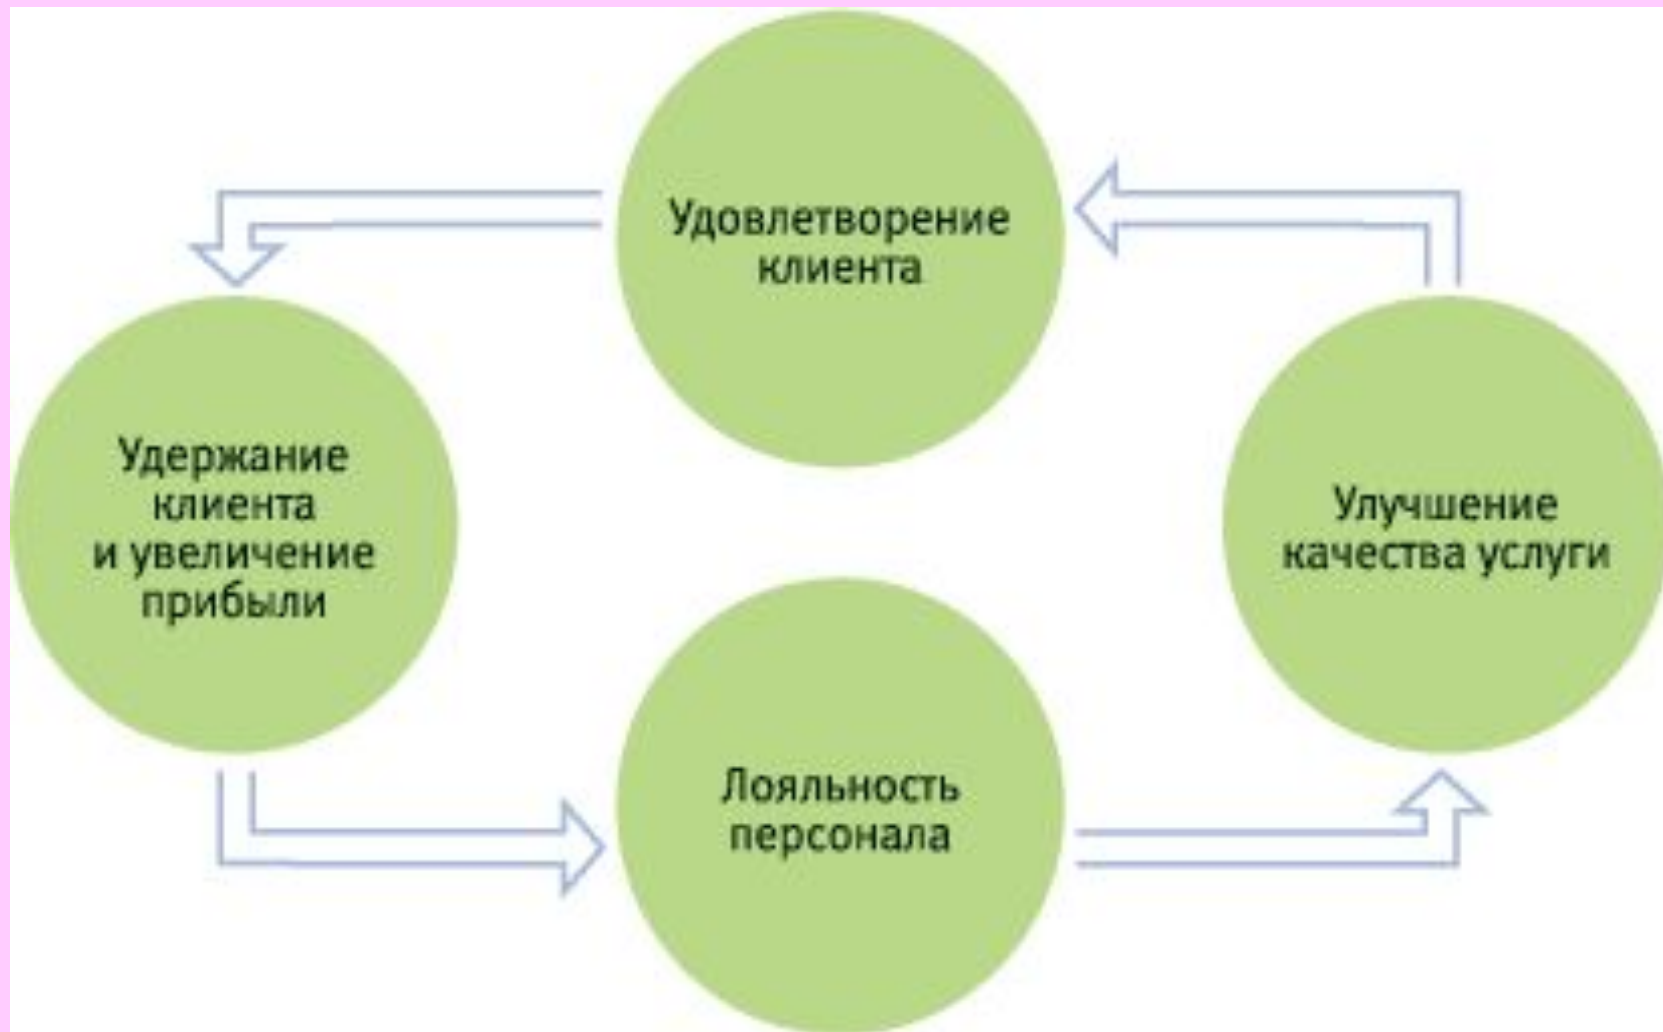 Удовлетворение
клиента
Удержание
клиента
и увеличение
прибыли
Улучшение
качества услуги
Лояльность
персонала